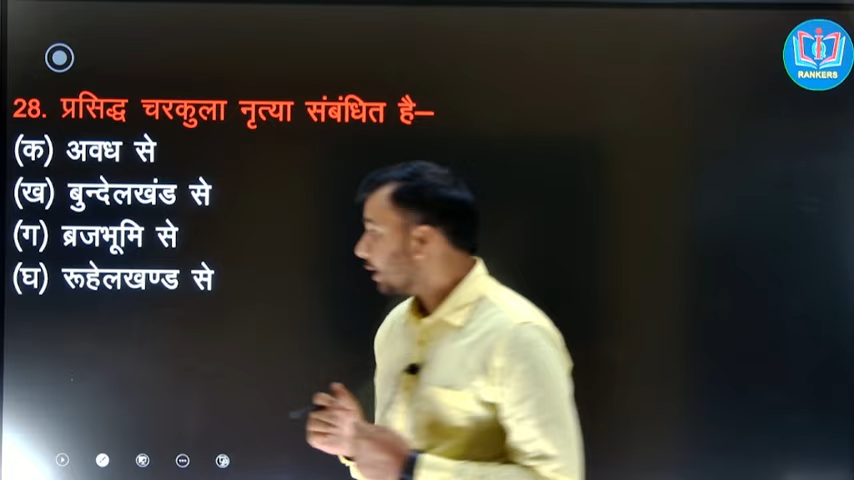 28. प्रसिद्ध चरकुला नृत्या संबंधित है–
(क) अवध से
(ख) बुन्देलखंड से
(ग) ब्रजभूमि से
(घ) रूहेलखण्ड से
RANKERS